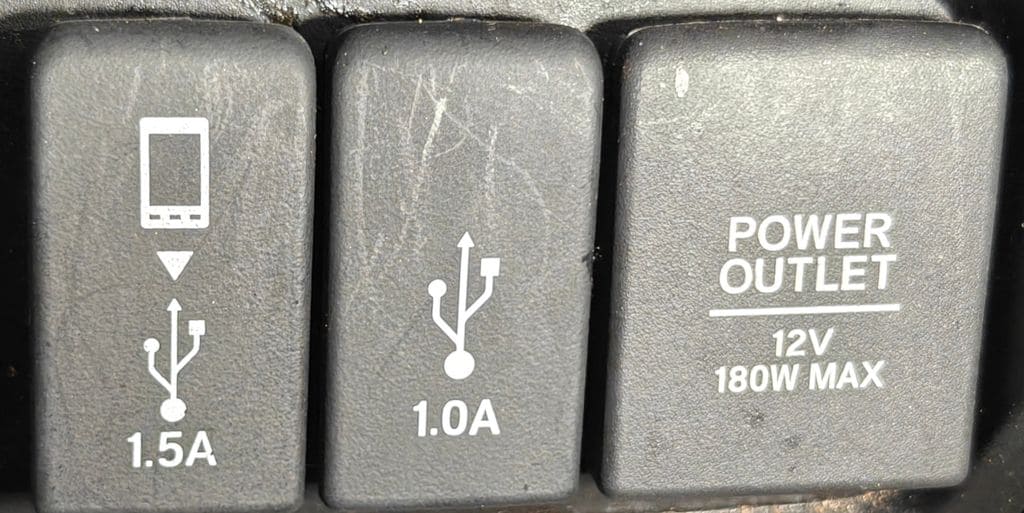 1.5A
1.0A
POWER
OUTLET
12V
180W MAX